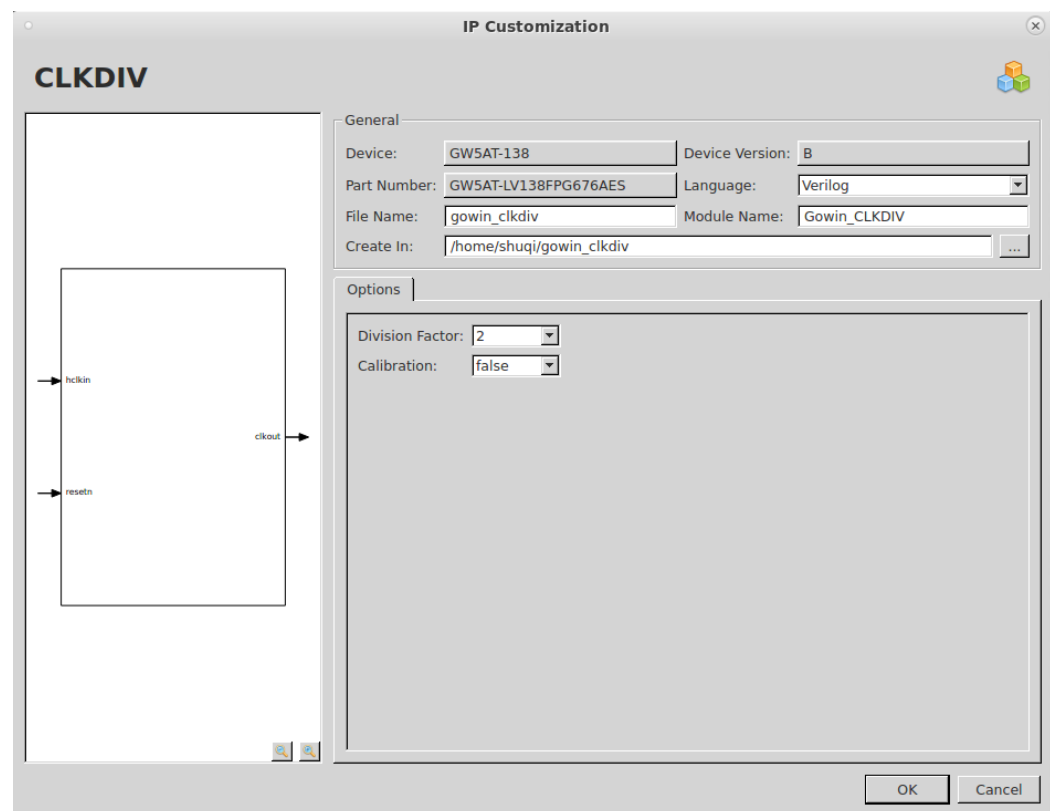 IP Customization
CLKDIV
General
Device: GW5AT-138 Device Version: B
Part Number: GW5AT-LV138FPG676AES Language: Verilog
File Name: gowin_clkdiv Module Name: Gowin_CLKDIV
Create In: /home/shuqi/gowin_clkdiv ...
Options
Division Factor: 2
Calibration: false
hclkin
clkout
resetn
OK Cancel